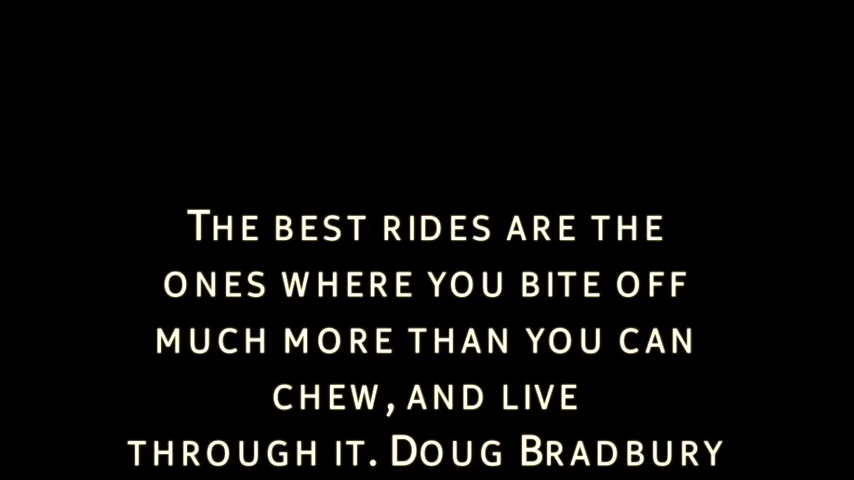 The best rides are the
ones where you bite off
much more than you can
chew, and live
through it. Doug Bradbury